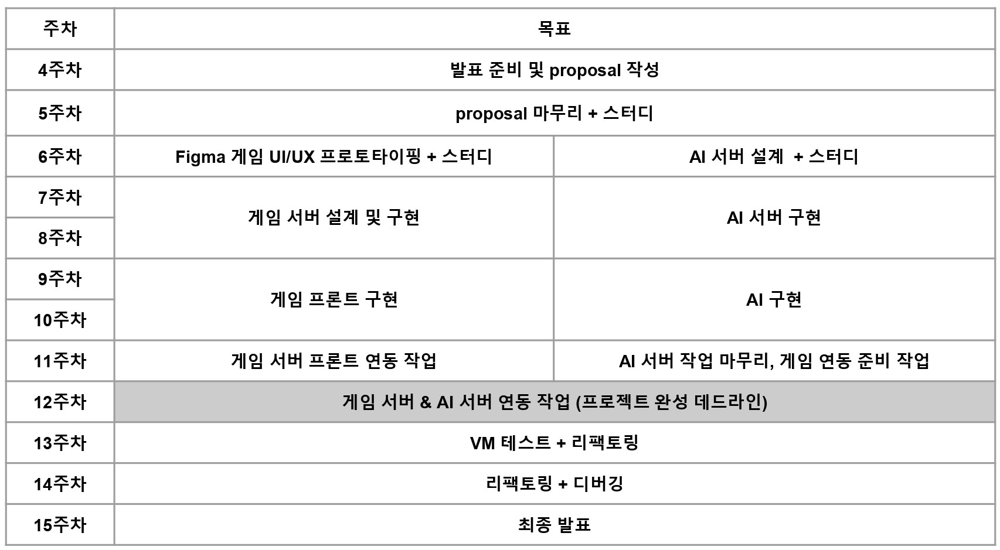 주차 목표
4주차 발표 준비 및 proposal 작성
5주차 proposal 마무리 + 스터디
6주차 Figma 게임 UI/UX 프로토타이핑 + 스터디 AI 서버 설계 + 스터디
7주차
게임 서버 설계 및 구현 AI 서버 구현
8주차
9주차
게임 프론트 구현 AI 구현
10주차
11주차 게임 서버 프론트 연동 작업 AI 서버 작업 마무리, 게임 연동 준비 작업
12주차 게임 서버 & AI 서버 연동 작업 (프로젝트 완성 데드라인)
13주차 VM 테스트 + 리팩토링
14주차 리팩토링 + 디버깅
15주차 최종 발표